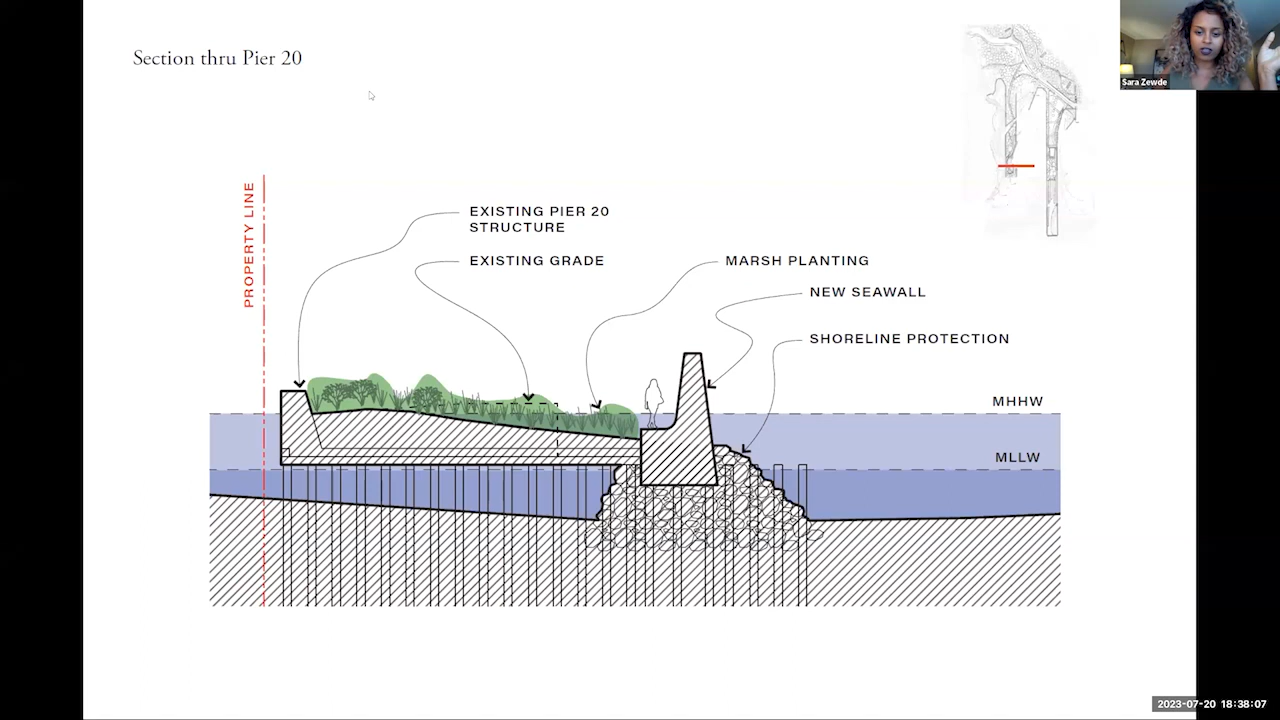 Section thru Pier 20
Sara Zewde
PROPERTY LINE
EXISTING PIER 20
STRUCTURE
EXISTING GRADE
MARSH PLANTING
NEW SEAWALL
SHORELINE PROTECTION
MHHW
MLLW
2023-07-20 18:38:07